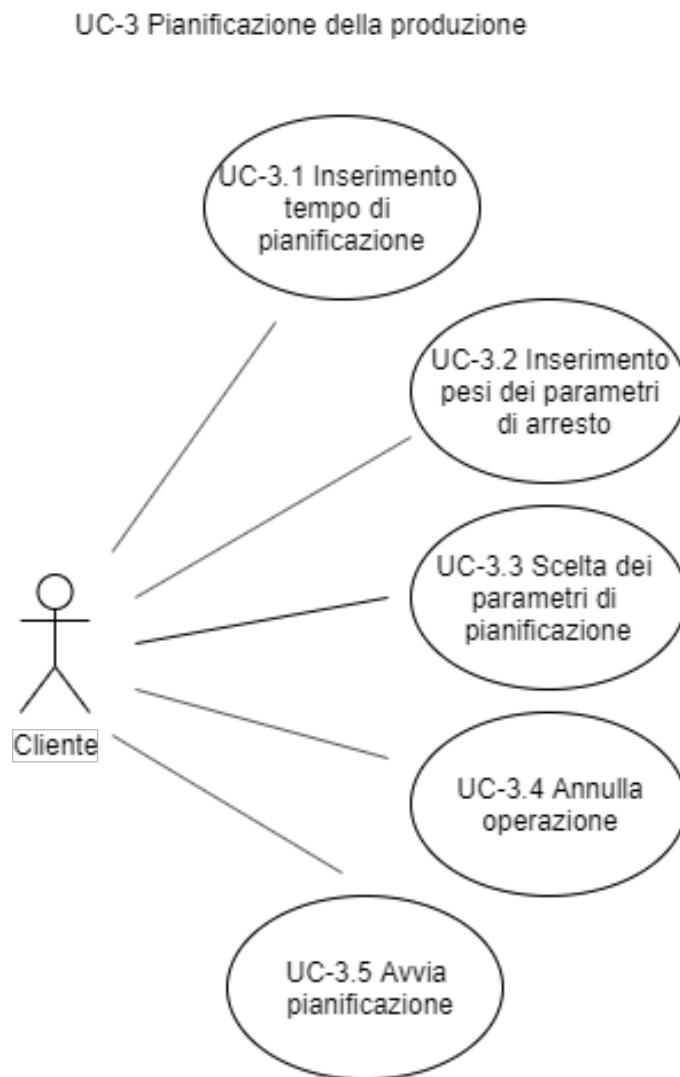 UC-3 Pianificazione della produzione
UC-3.1 Inserimento
tempo di
pianificazione
UC-3.2 Inserimento
pesi dei parametri
di arresto
UC-3.3 Scelta dei
parametri di
pianificazione
Cliente
UC-3.4 Annulla
operazione
UC-3.5 Avvia
pianificazione